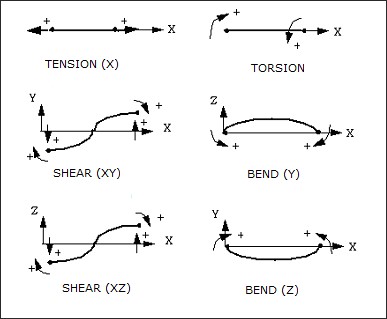 + + X
TENSION (X)
+ + X
TORSION
Y + + + + X
SHEAR (XY)
Z + + X
BEND (Y)
Z + + + + X
SHEAR (XZ)
Y + + X
BEND (Z)